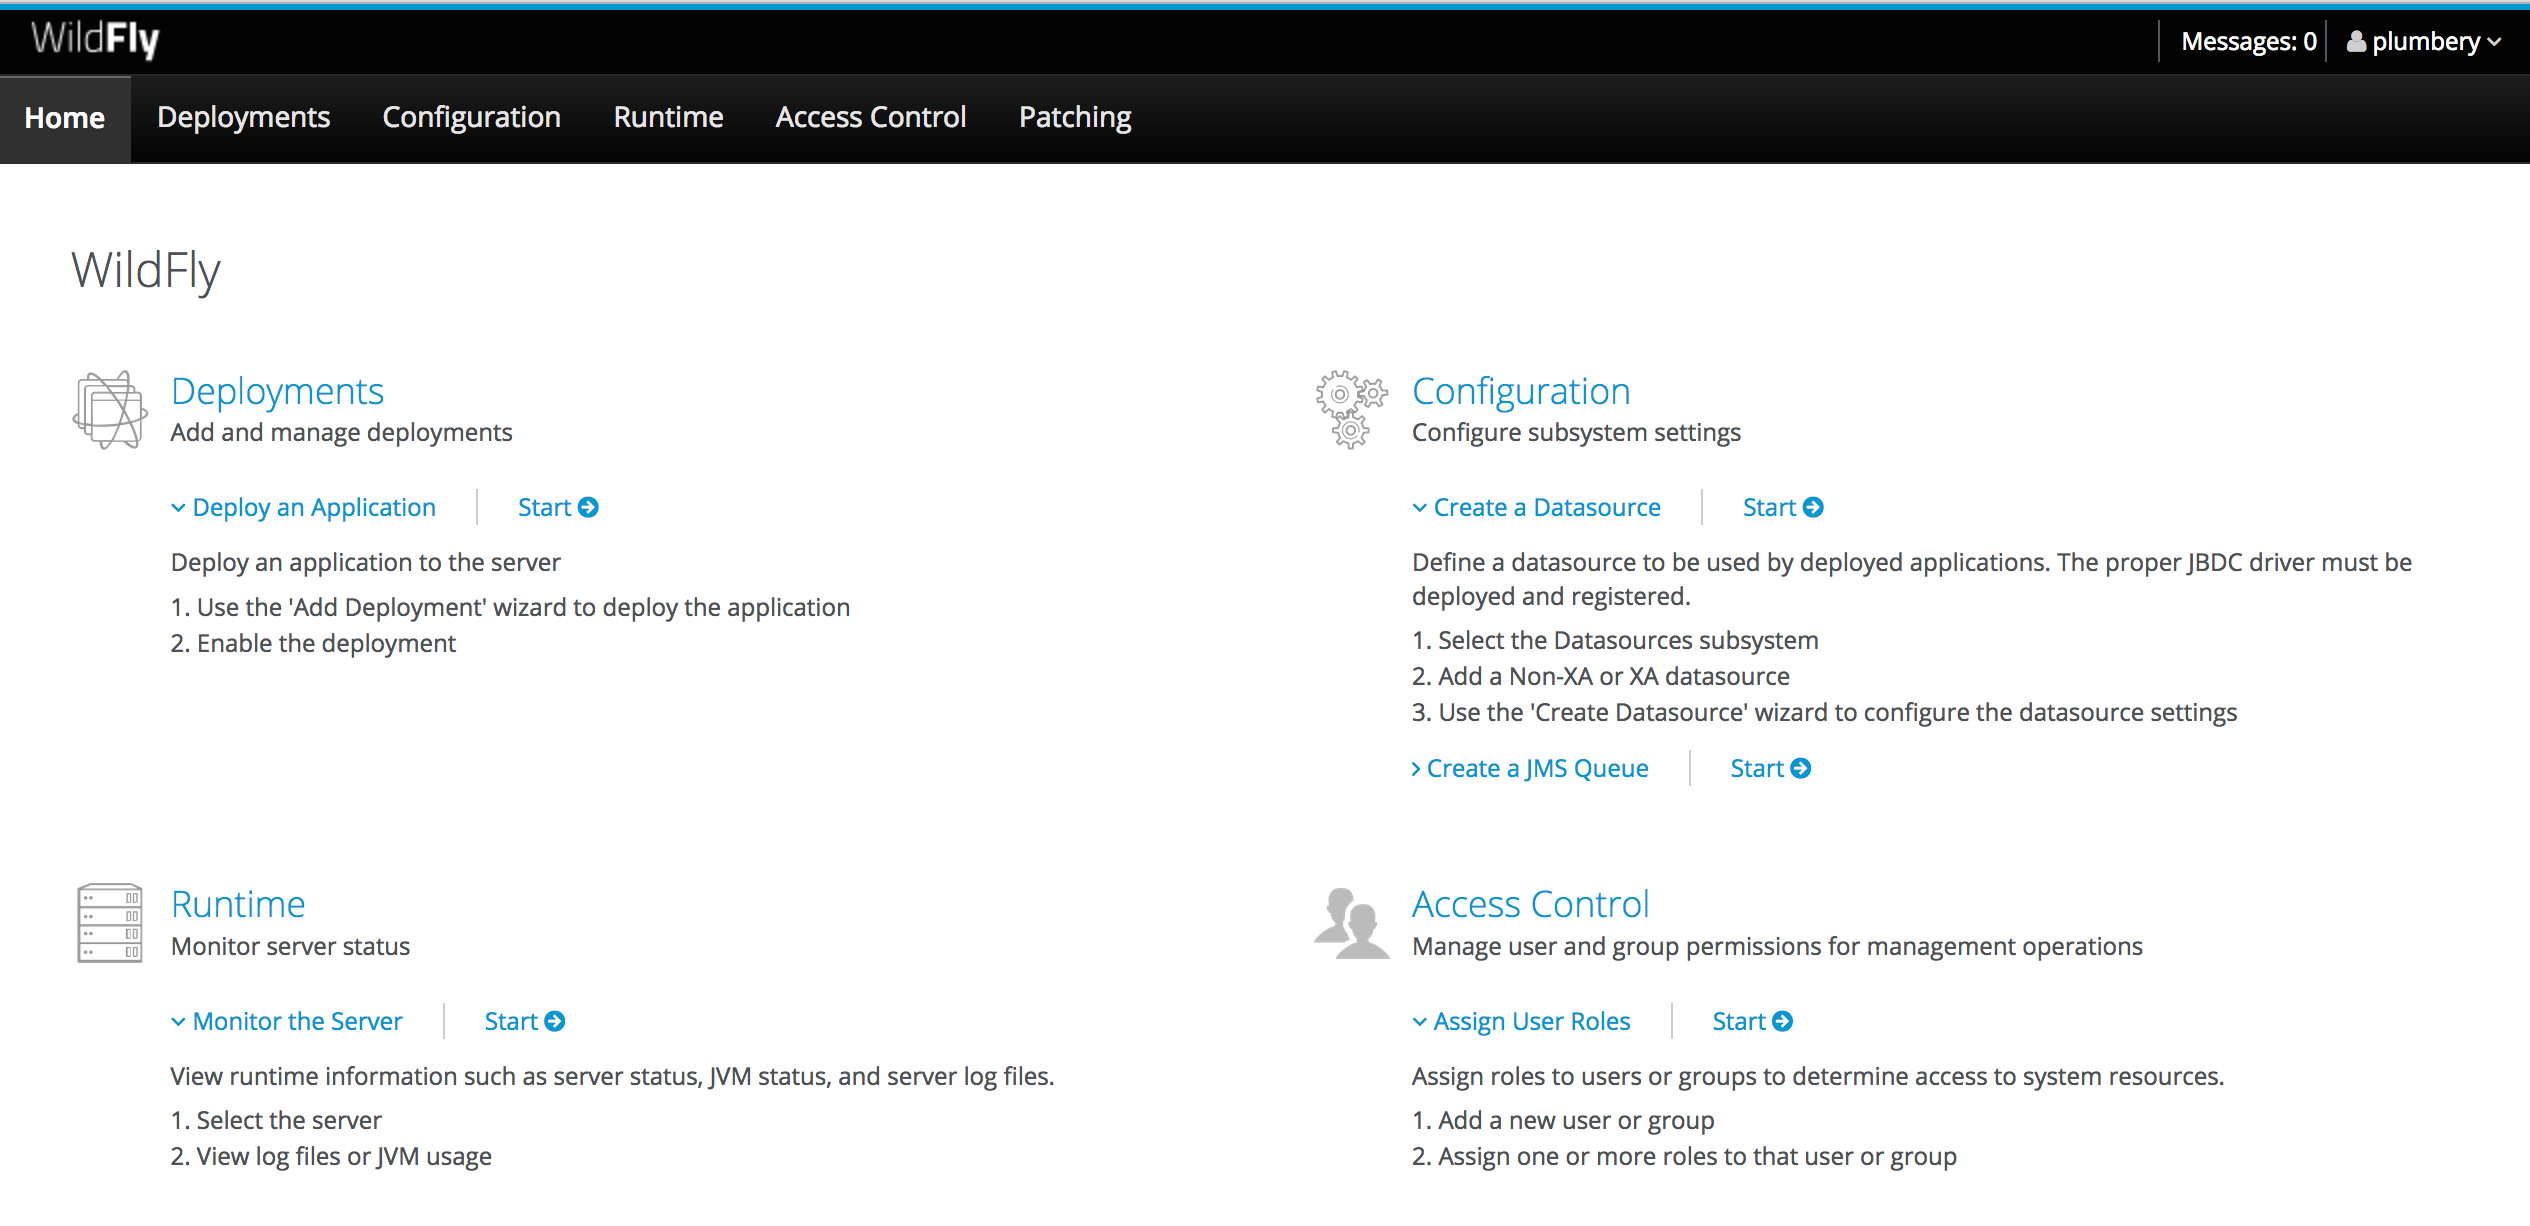 WildFly
Messages: 0 plumbery
Home Deployments Configuration Runtime Access Control Patching
WildFly
Deployments
Add and manage deployments
Deploy an Application Start
Deploy an application to the server
1. Use the 'Add Deployment' wizard to deploy the application
2. Enable the deployment
Configuration
Configure subsystem settings
Create a Datasource Start
Define a datasource to be used by deployed applications. The proper JBDC driver must be
deployed and registered.
1. Select the Datasources subsystem
2. Add a Non-XA or XA datasource
3. Use the 'Create Datasource' wizard to configure the datasource settings
Create a JMS Queue Start
Runtime
Monitor server status
Monitor the Server Start
View runtime information such as server status, JVM status, and server log files.
1. Select the server
2. View log files or JVM usage
Access Control
Manage user and group permissions for management operations
Assign User Roles Start
Assign roles to users or groups to determine access to system resources.
1. Add a new user or group
2. Assign one or more roles to that user or group